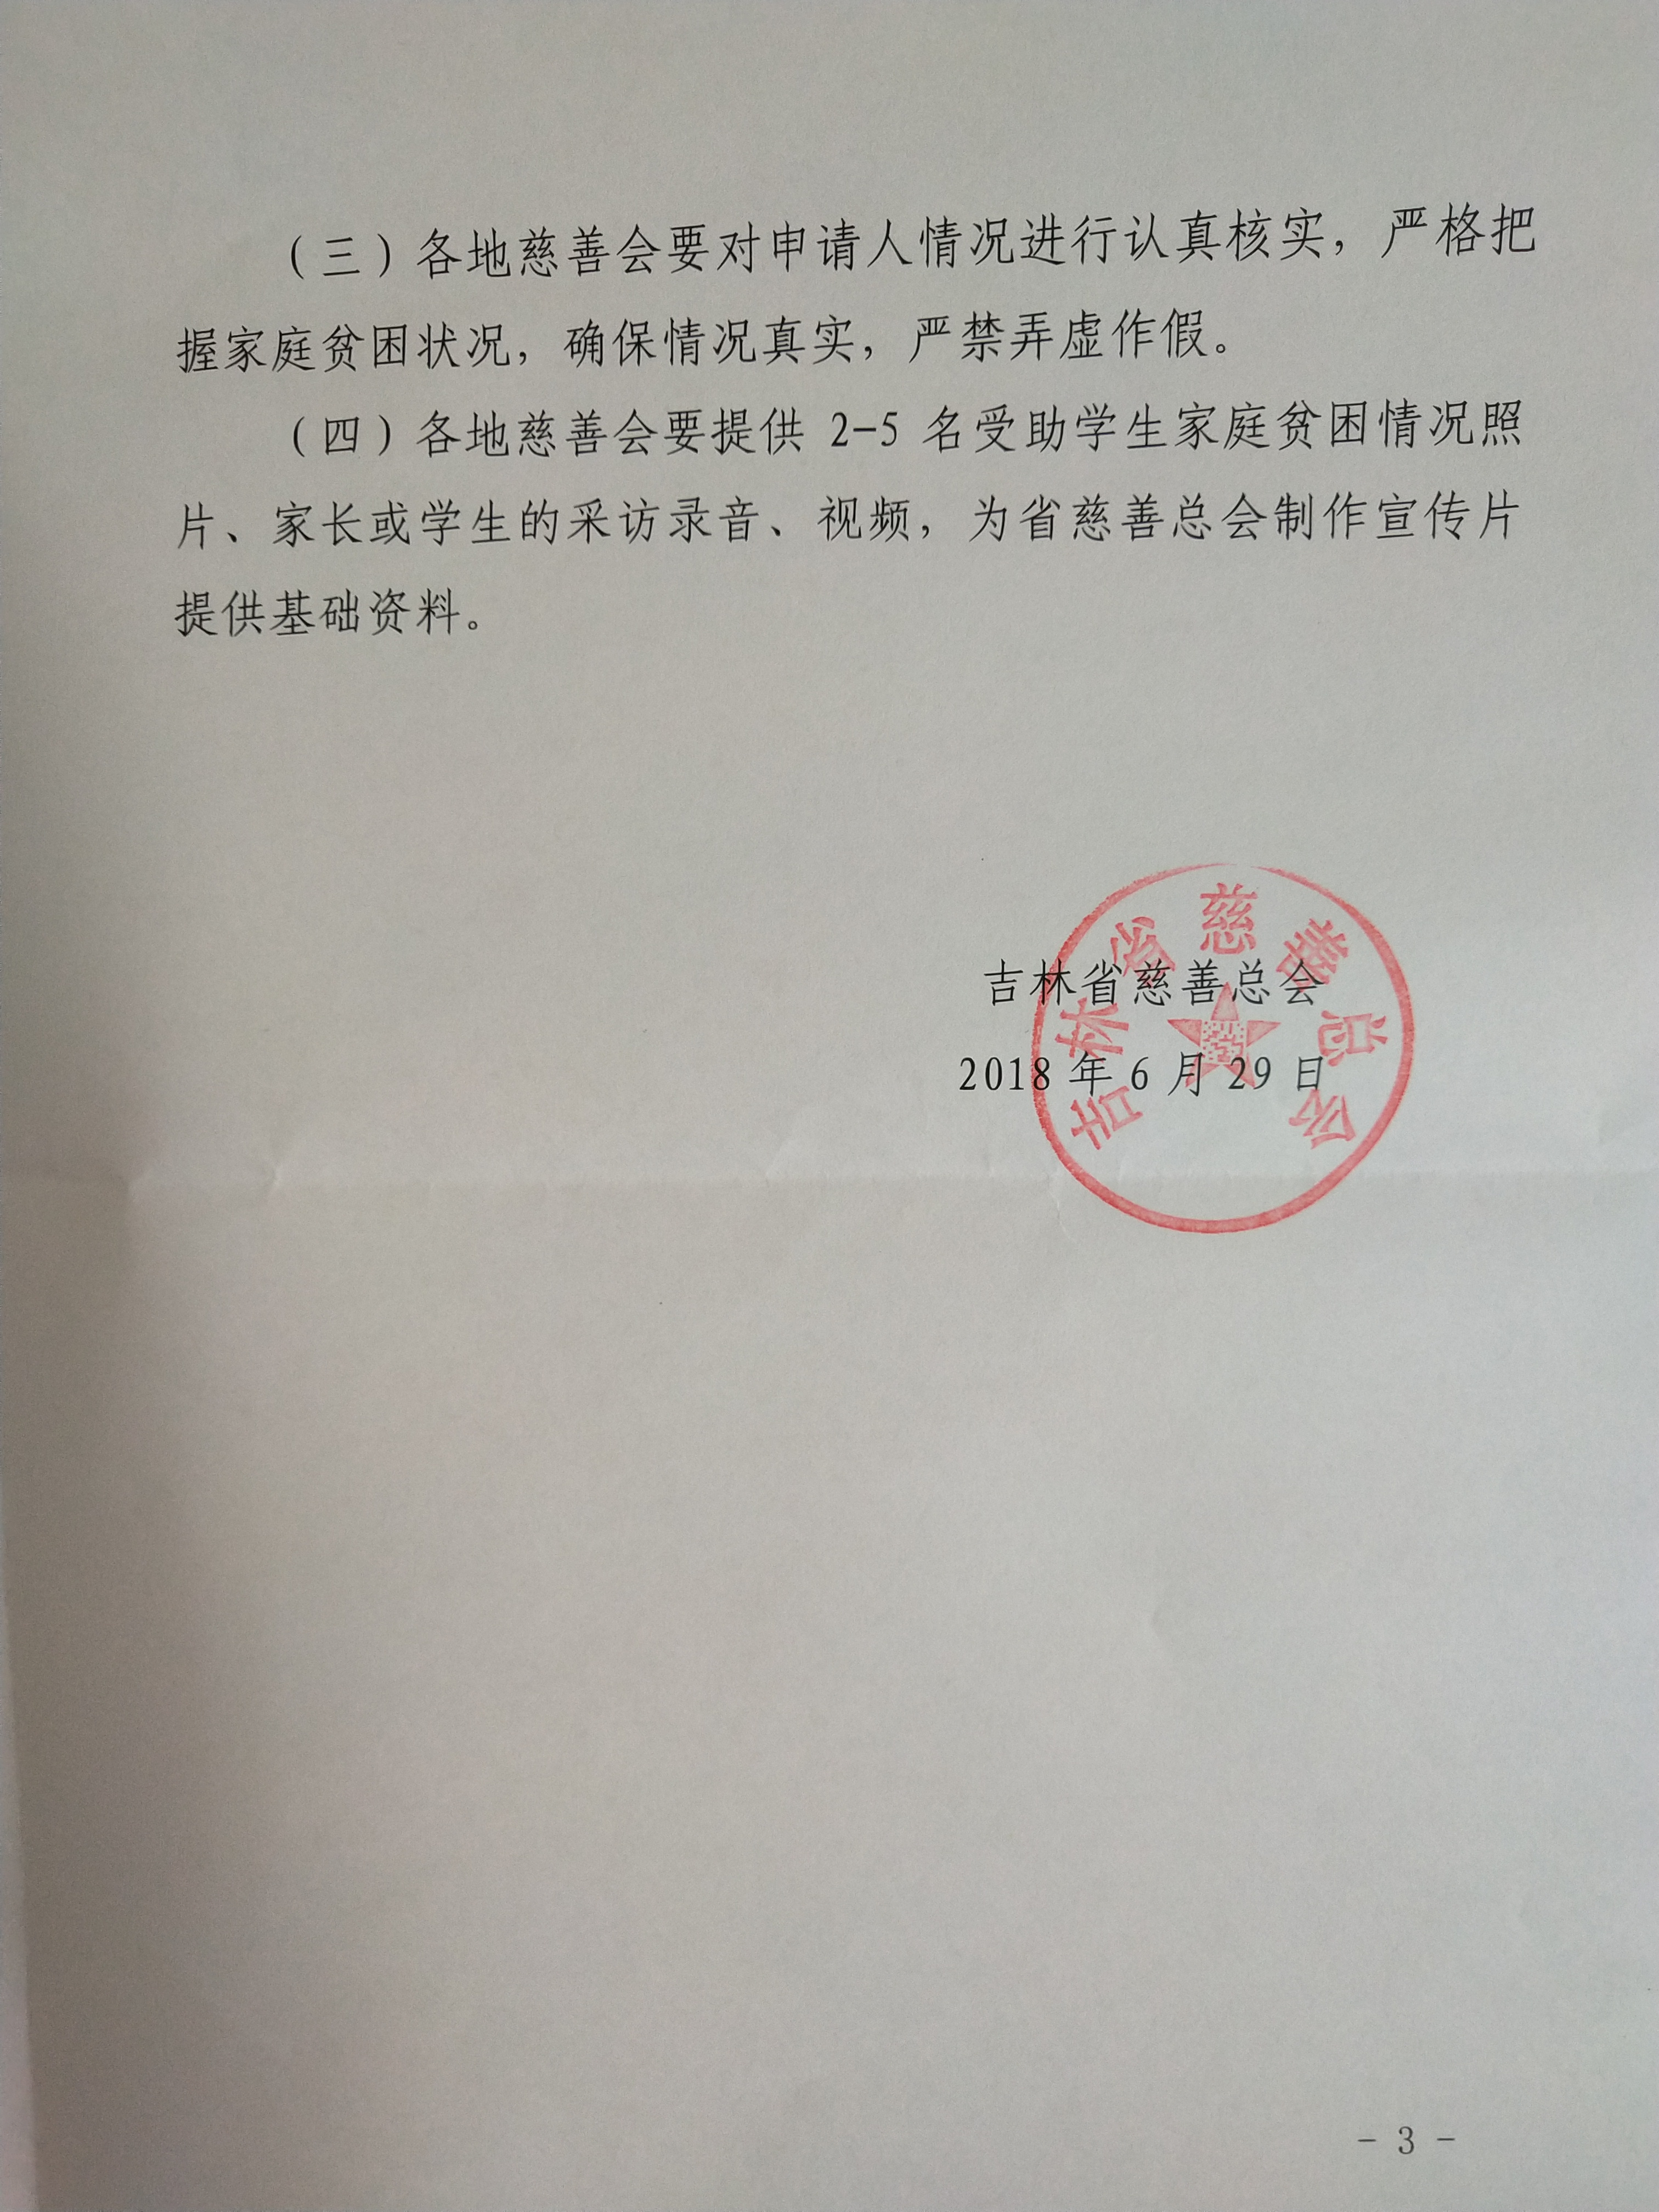 （三）各地慈善会要对申请人情况进行认真核实，严格把
握家庭贫困状况，确保情况真实，严禁弄虚作假。
（四）各地慈善会要提供 2-5 名受助学生家庭贫困情况照
片、家长或学生的采访录音、视频，为省慈善总会制作宣传片
提供基础资料。
吉林省慈善总会
吉林省慈善总会
2018 年 6 月 29 日
- 3 -